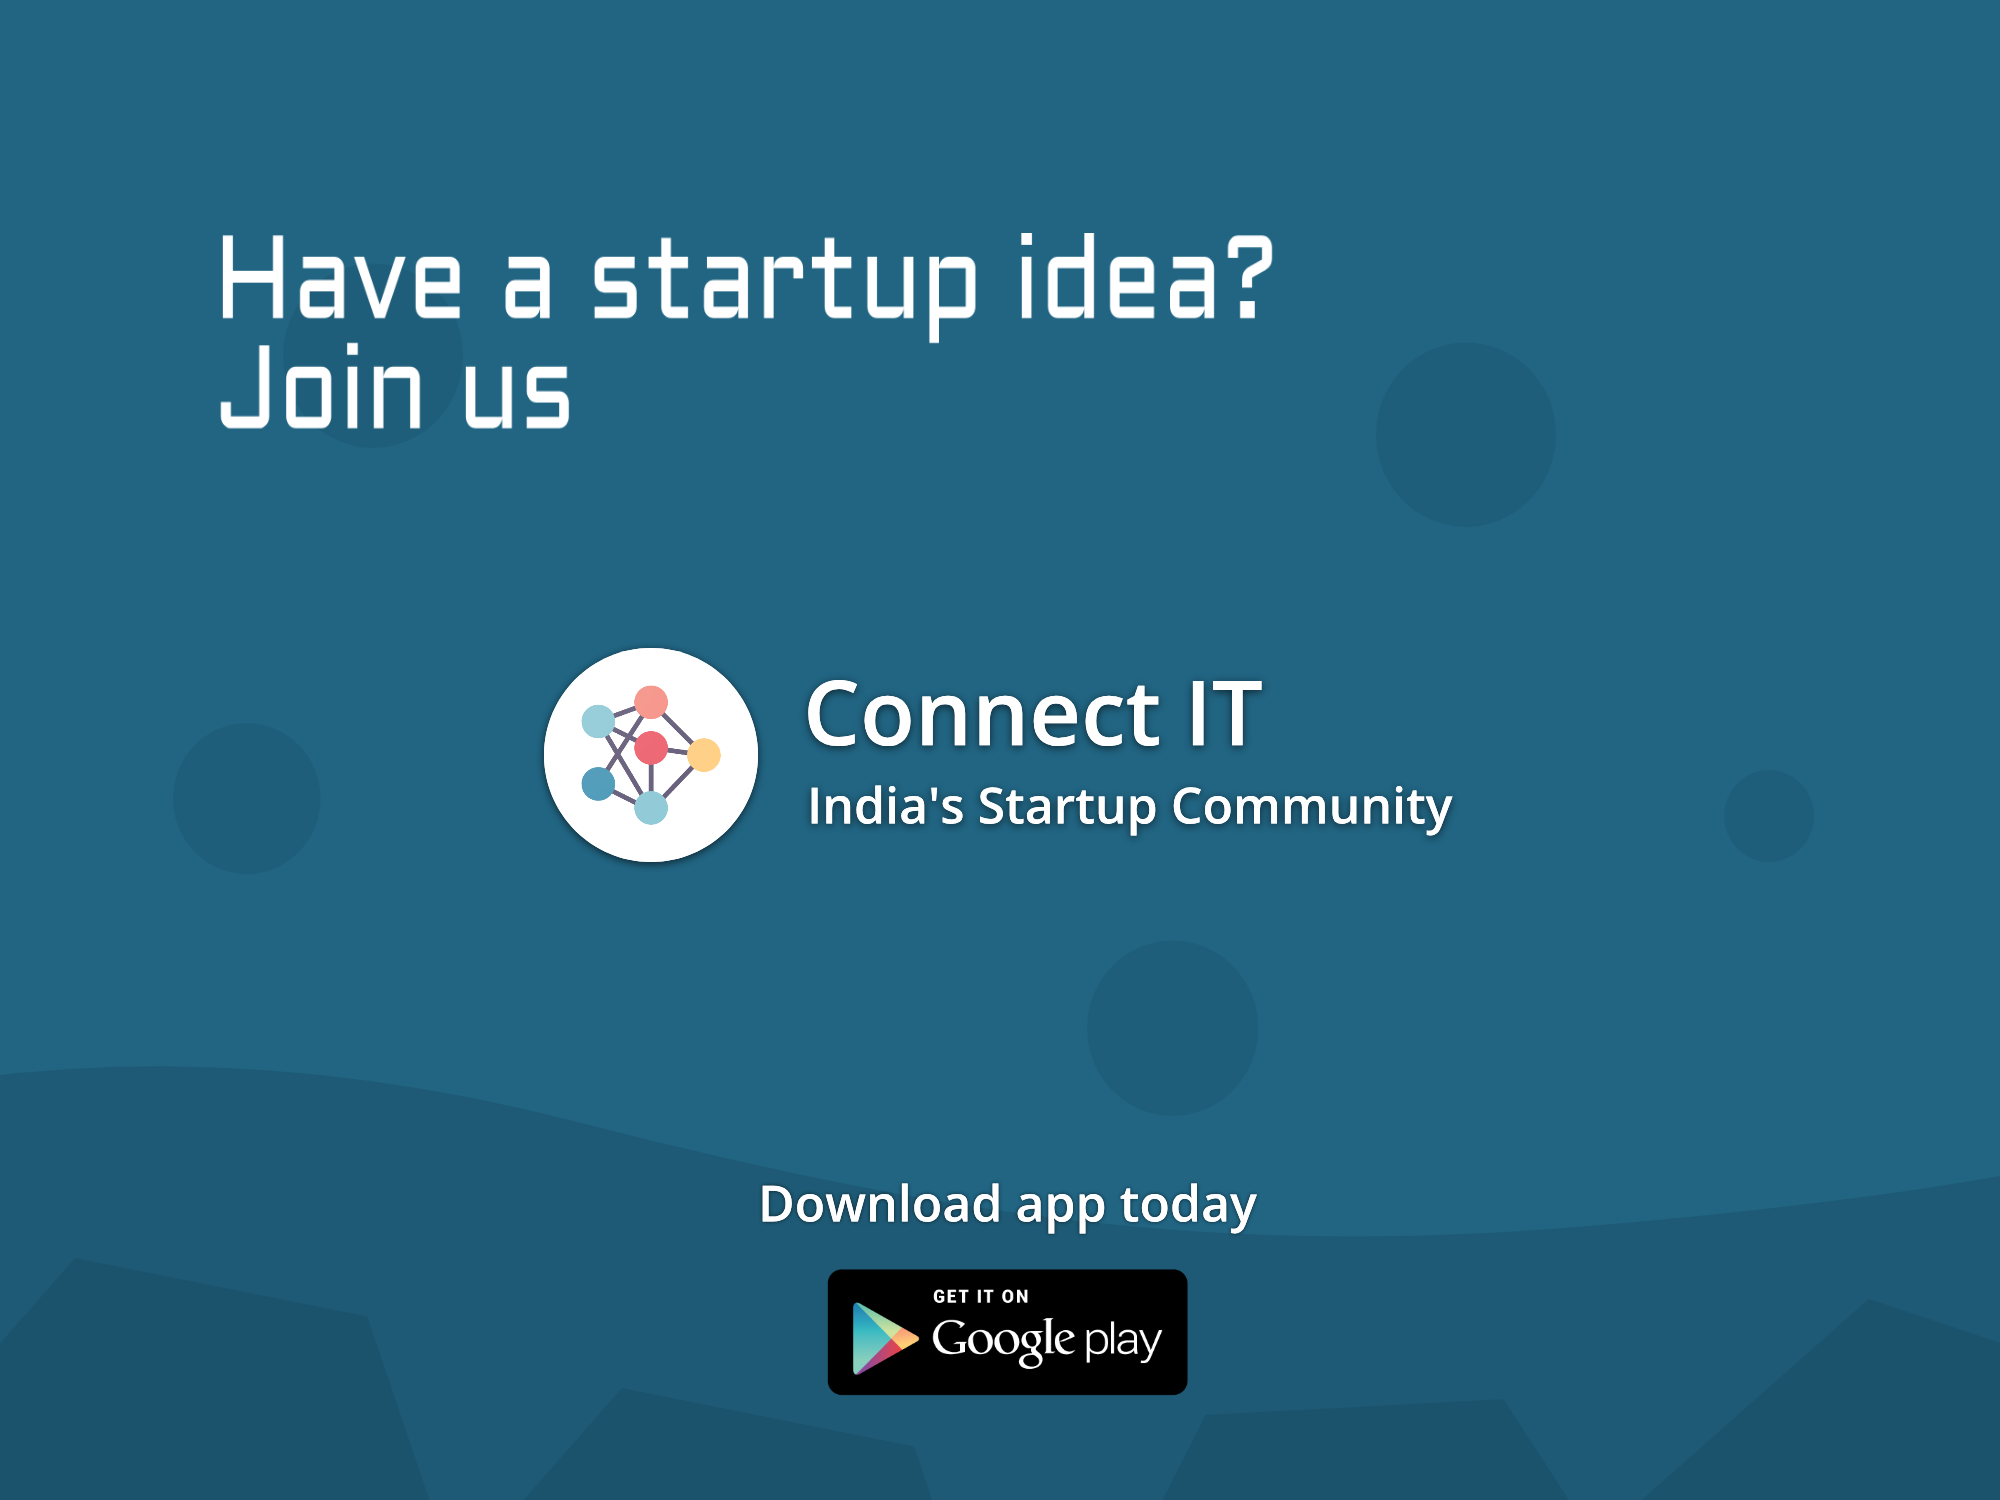 Have a startup idea?
Join us
Connect IT
India's Startup Community
Download app today
GET IT ON
Google play